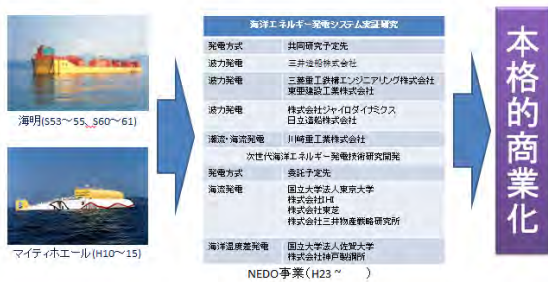 海明(S53～55、S60～61)
マイティホエール(H10～15)
海洋エネルギー発電システム実証研究
発電方式 共同研究予定先
波力発電 三井造船株式会社
波力発電 三菱重工鉄構エンジニアリング株式会社
東亜建設工業株式会社
波力発電 株式会社ジャイロダイナミクス
日立造船株式会社
潮流・海流発電 川崎重工業株式会社
次世代海洋エネルギー発電技術研究開発
発電方式 委託予定先
海流発電 国立大学法人東京大学
株式会社IHI
株式会社東芝
株式会社三井物産戦略研究所
海洋温度差発電 国立大学法人佐賀大学
株式会社神戸製鋼所
NEDO事業(H23～ )
本格的商業化